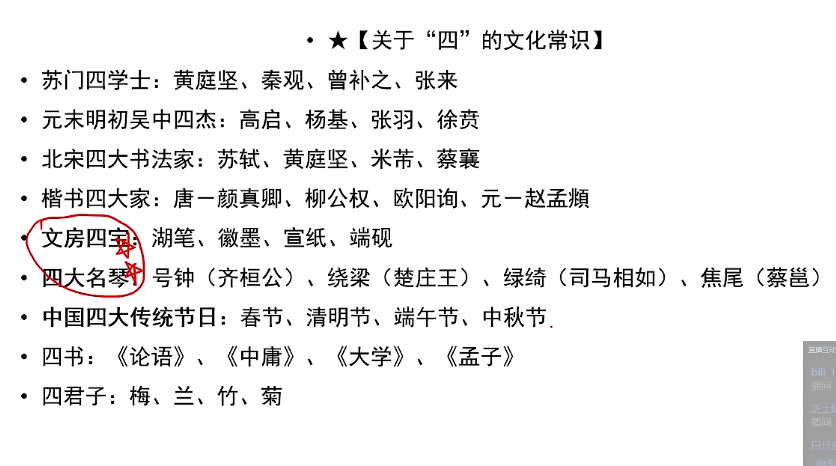 ★【关于“四”的文化常识】
苏门四学士：黄庭坚、秦观、曾补之、张来
元末明初吴中四杰：高启、杨基、张羽、徐贲
北宋四大书法家：苏轼、黄庭坚、米芾、蔡襄
楷书四大家：唐－颜真卿、柳公权、欧阳询、元－赵孟頫
文房四宝：湖笔、徽墨、宣纸、端砚
四大名琴：号钟（齐桓公）、绕梁（楚庄王）、绿绮（司马相如）、焦尾（蔡邕）
中国四大传统节日：春节、清明节、端午节、中秋节
四书：《论语》、《中庸》、《大学》、《孟子》
四君子：梅、兰、竹、菊
直播互动
bili_1